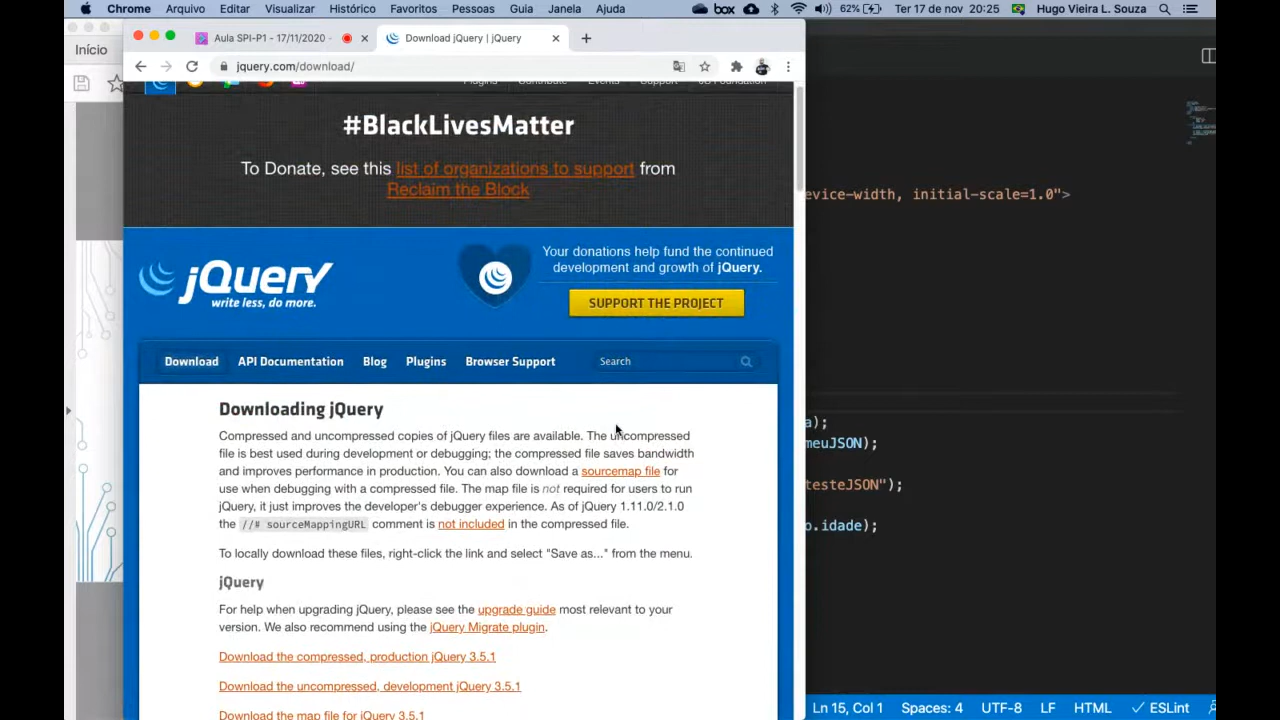 Chrome Arquivo Editar Visualizar Histórico Favoritos Pessoas Guia Janela Ajuda box 62% Ter 17 de nov 20:25 Hugo Vieira L. Souza
Aula SPI-P1 - 17/11/2020 - Download jQuery | jQuery
Início
jquery.com/download/
Plugins Contribute Events Support JS Foundation
#BlackLivesMatter
To Donate, see this list of organizations to support from
Reclaim the Block
evice-width, initial-scale=1.0">
Your donations help fund the continued
development and growth of jQuery.
jQuery
write less, do more.
SUPPORT THE PROJECT
Download API Documentation Blog Plugins Browser Support Search
Downloading jQuery
Compressed and uncompressed copies of jQuery files are available. The uncompressed
file is best used during development or debugging; the compressed file saves bandwidth
and improves performance in production. You can also download a sourcemap file for
use when debugging with a compressed file. The map file is not required for users to run
jQuery, it just improves the developer's debugger experience. As of jQuery 1.11.0/2.1.0
the //# sourceMappingURL comment is not included in the compressed file.
To locally download these files, right-click the link and select "Save as..." from the menu.
a);
meuJSON);
testeJSON");
o.idade);
jQuery
For help when upgrading jQuery, please see the upgrade guide most relevant to your
version. We also recommend using the jQuery Migrate plugin.
Download the compressed, production jQuery 3.5.1
Download the uncompressed, development jQuery 3.5.1
Download the map file for jQuery 3.5.1
Ln 15, Col 1 Spaces: 4 UTF-8 LF HTML ESLint